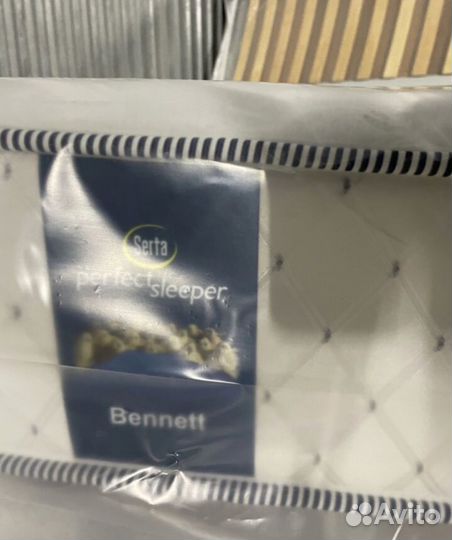 Serta
perfect
sleeper
Bennett
Avito